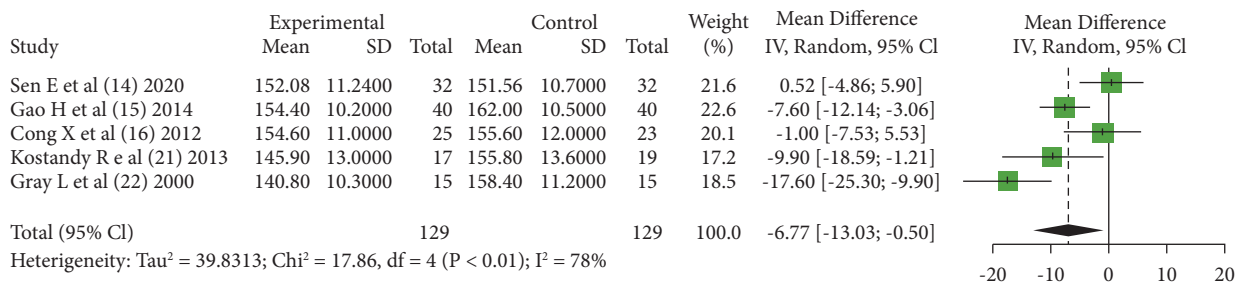 Experimental Control Weight Mean Difference Mean Difference
Study Mean SD Total Mean SD Total (%) IV, Random, 95% Cl IV, Random, 95% Cl
Sen E et al (14) 2020 152.08 11.2400 32 151.56 10.7000 32 21.6 0.52 [-4.86; 5.90]
Gao H et al (15) 2014 154.40 10.2000 40 162.00 10.5000 40 22.6 -7.60 [-12.14; -3.06]
Cong X et al (16) 2012 154.60 11.0000 25 155.60 12.0000 23 20.1 -1.00 [-7.53; 5.53]
Kostandy R e al (21) 2013 145.90 13.0000 17 155.80 13.6000 19 17.2 -9.90 [-18.59; -1.21]
Gray L et al (22) 2000 140.80 10.3000 15 158.40 11.2000 15 18.5 -17.60 [-25.30; -9.90]
Total (95% Cl) 129 129 100.0 -6.77 [-13.03; -0.50]
Heterigeneity: Tau² = 39.8313; Chi² = 17.86, df = 4 (P < 0.01); I² = 78%
-20 -10 0 10 20